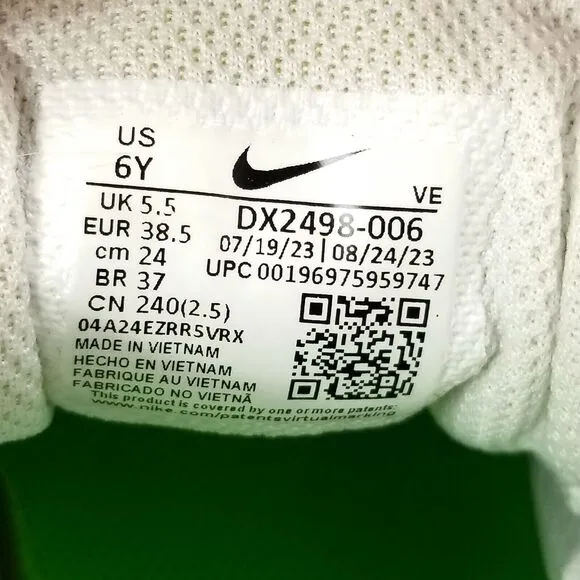 US
6Y
VE
UK 5.5
EUR 38.5
cm 24
BR 37
CN 240(2.5)
DX2498-006
07/19/23 | 08/24/23
UPC 00196975959747
04A24EZRR5VRX
MADE IN VIETNAM
HECHO EN VIETNAM
FABRIQUE AU VIETNAM
FABRICADO NO VIETNÃ
This product is covered by one or more patents:
www.nike.com/patentsvirtualmarking